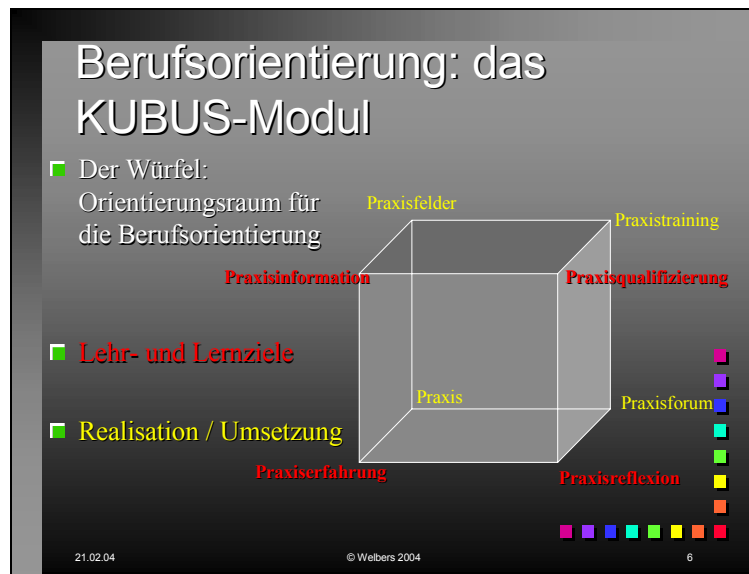 Berufsorientierung: das
KUBUS-Modul
Der Würfel:
Orientierungsraum für
die Berufsorientierung
Praxisfelder
Praxistraining
Praxisinformation
Praxisqualifizierung
Lehr- und Lernziele
Praxis
Praxisforum
Realisation / Umsetzung
Praxiserfahrung
Praxisreflexion
21.02.04
© Welbers 2004
6